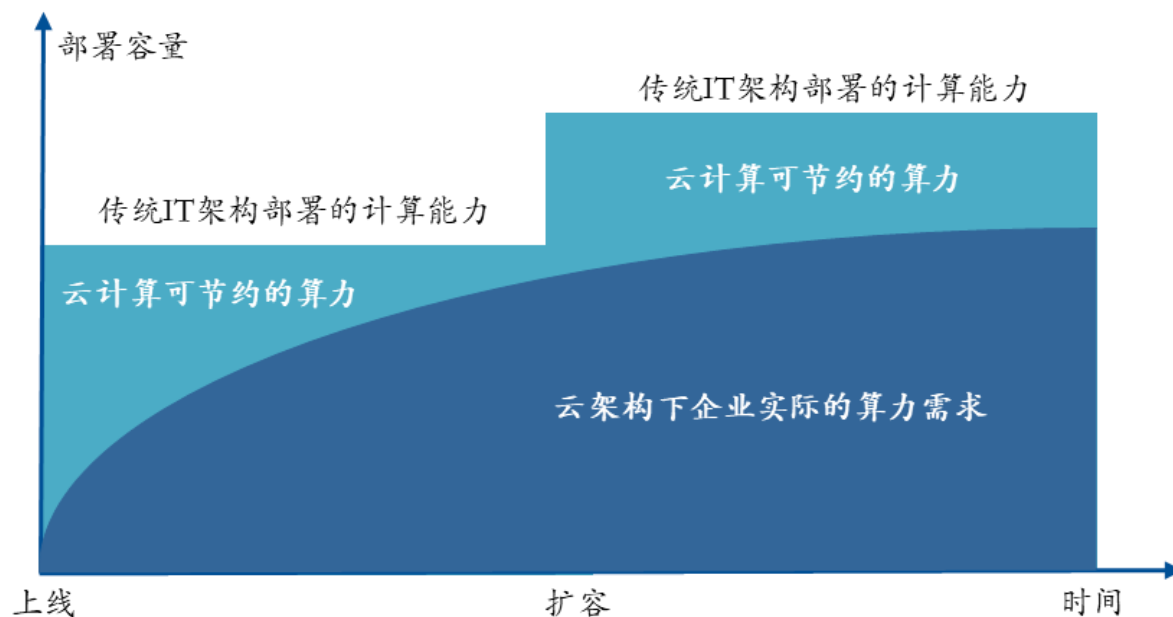 部署容量
传统IT架构部署的计算能力
云计算可节约的算力
传统IT架构部署的计算能力
云计算可节约的算力
云架构下企业实际的算力需求
上线
扩容
时间